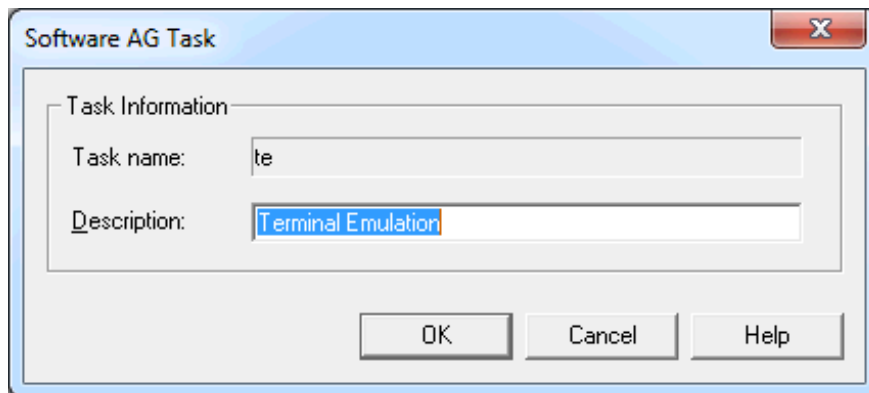 Software AG Task
Task Information
Task name: te
Description: Terminal Emulation
OK Cancel Help